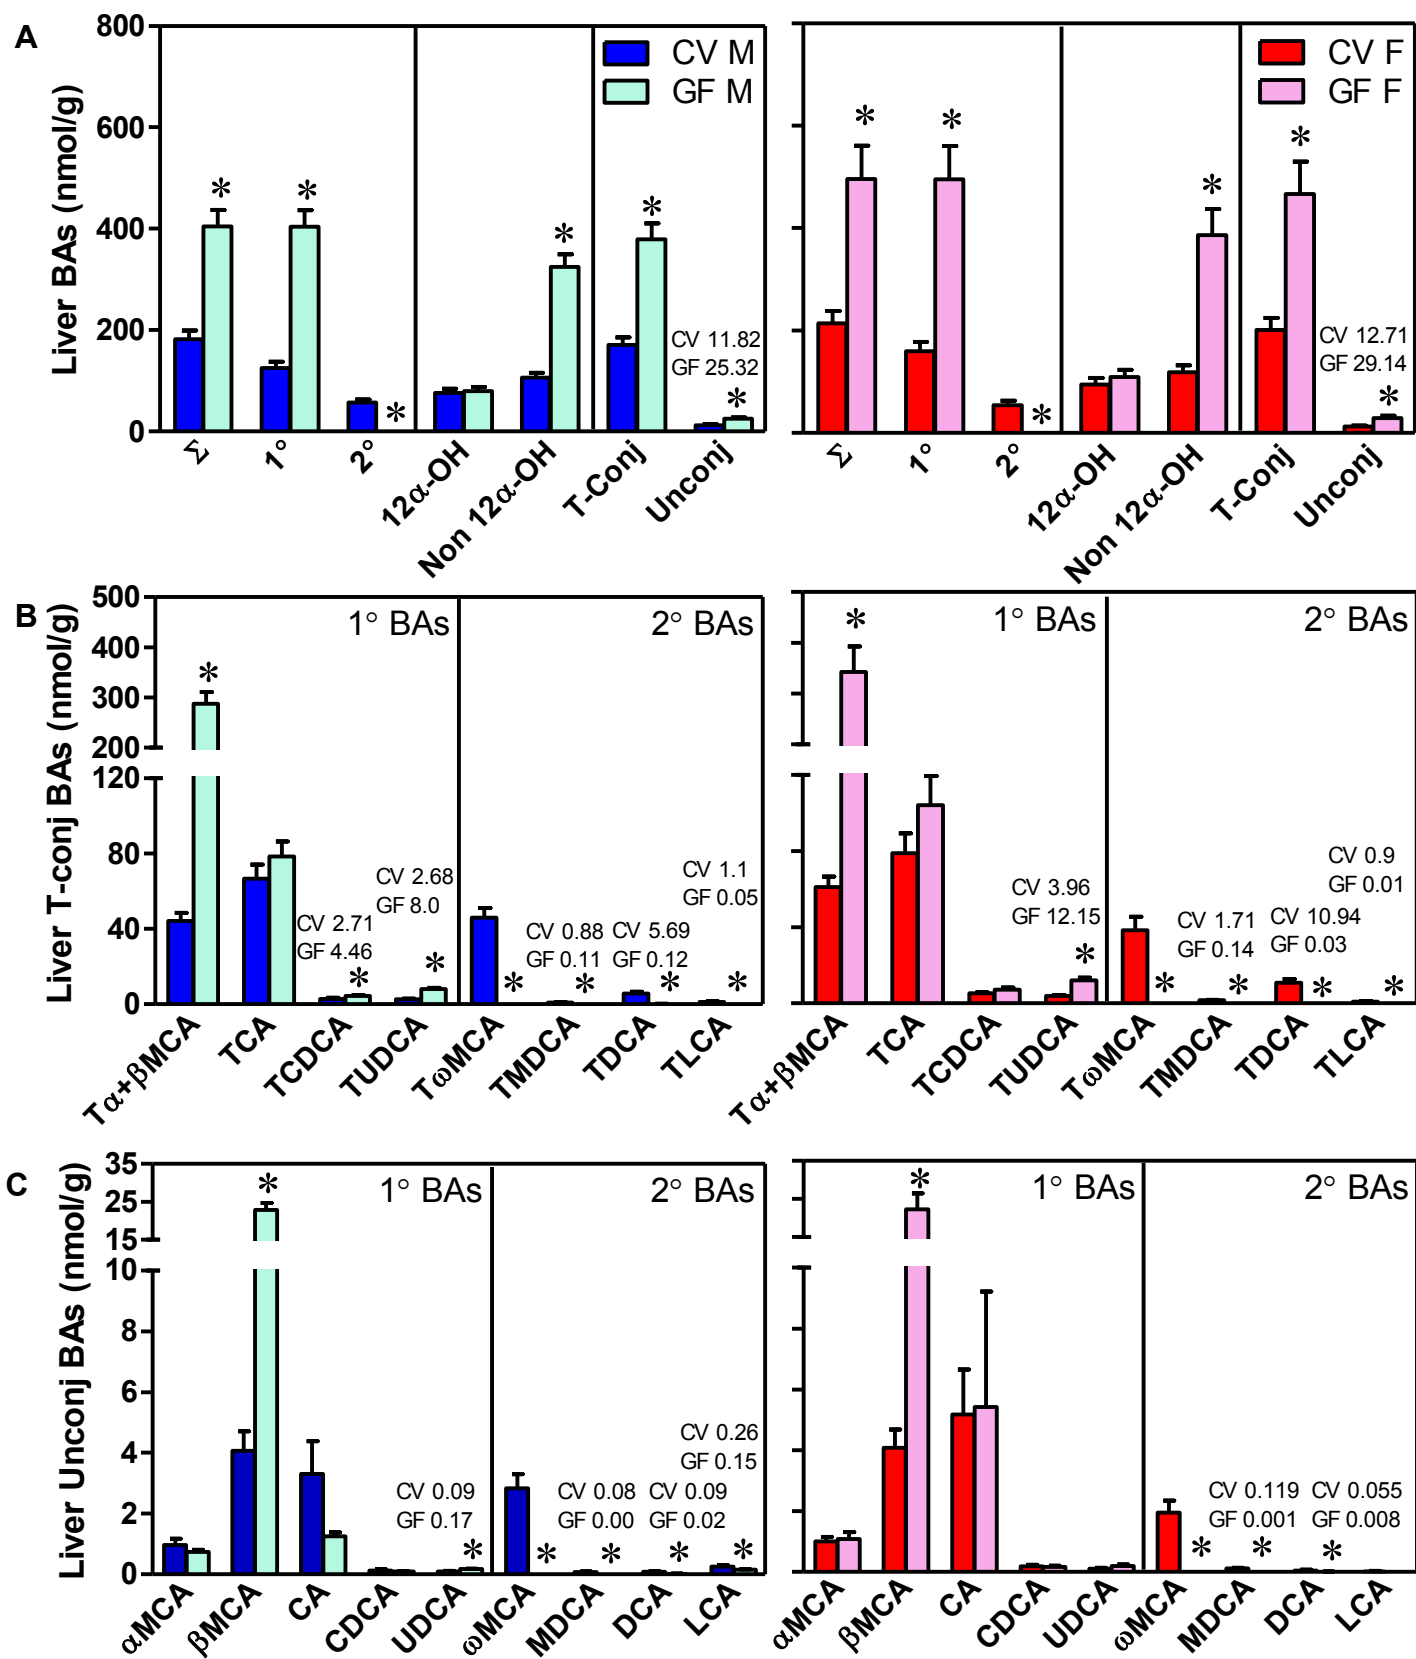 A
Liver BAs (nmol/g)
800
600
400
200
0
CV M
GF M
* * * * * * *
CV 11.82
GF 25.32
Σ 1° 2° 12α-OH Non 12α-OH T-Conj Unconj
CV F
GF F
* * * * * *
CV 12.71
GF 29.14
Σ 1° 2° 12α-OH Non 12α-OH T-Conj Unconj
B
Liver T-conj BAs (nmol/g)
500
400
300
200
120
80
40
0
1° BAs
2° BAs
*
CV 2.71
GF 4.46
*
CV 2.68
GF 8.0
*
*
CV 0.88
GF 0.11
*
CV 5.69
GF 0.12
*
CV 1.1
GF 0.05
*
Tα+βMCA TCA TCDCA TUDCA TωMCA TMDCA TDCA TLCA
1° BAs
2° BAs
*
CV 3.96
GF 12.15
*
*
CV 1.71
GF 0.14
*
CV 10.94
GF 0.03
*
CV 0.9
GF 0.01
*
Tα+βMCA TCA TCDCA TUDCA TωMCA TMDCA TDCA TLCA
C
Liver Unconj BAs (nmol/g)
35
25
15
10
8
6
4
2
0
1° BAs
2° BAs
*
CV 0.09
GF 0.17
*
*
CV 0.08
GF 0.00
*
CV 0.09
GF 0.02
*
CV 0.26
GF 0.15
*
αMCA βMCA CA CDCA UDCA ωMCA MDCA DCA LCA
1° BAs
2° BAs
*
*
CV 0.119
GF 0.001
*
CV 0.055
GF 0.008
*
αMCA βMCA CA CDCA UDCA ωMCA MDCA DCA LCA